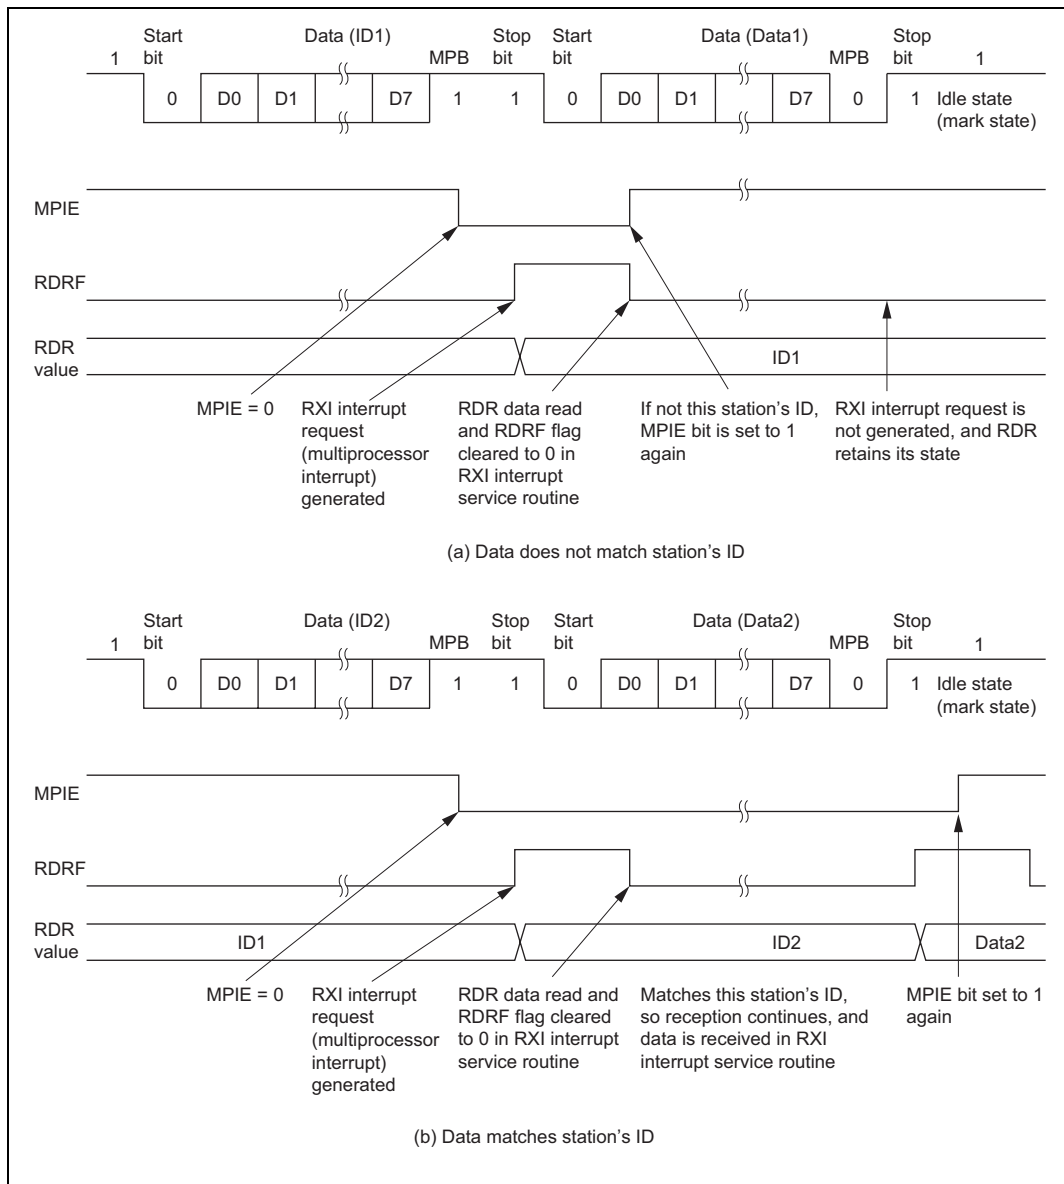 Start bit Data (ID1) MPB Stop bit Start bit Data (Data1) MPB Stop bit
1 0 D0 D1 D7 1 1 0 D0 D1 D7 0 1 1
Idle state
(mark state)
MPIE
RDRF
RDR
value
ID1
MPIE = 0
RXI interrupt
request
(multiprocessor
interrupt)
generated
RDR data read
and RDRF flag
cleared to 0 in
RXI interrupt
service routine
If not this station's ID,
MPIE bit is set to 1
again
RXI interrupt request is
not generated, and RDR
retains its state
(a) Data does not match station's ID
Start bit Data (ID2) MPB Stop bit Start bit Data (Data2) MPB Stop bit
1 0 D0 D1 D7 1 1 0 D0 D1 D7 0 1 1
Idle state
(mark state)
MPIE
RDRF
RDR
value
ID1 ID2 Data2
MPIE = 0
RXI interrupt
request
(multiprocessor
interrupt)
generated
RDR data read and
RDRF flag cleared
to 0 in RXI interrupt
service routine
Matches this station's ID,
so reception continues, and
data is received in RXI
interrupt service routine
MPIE bit set to 1
again
(b) Data matches station's ID